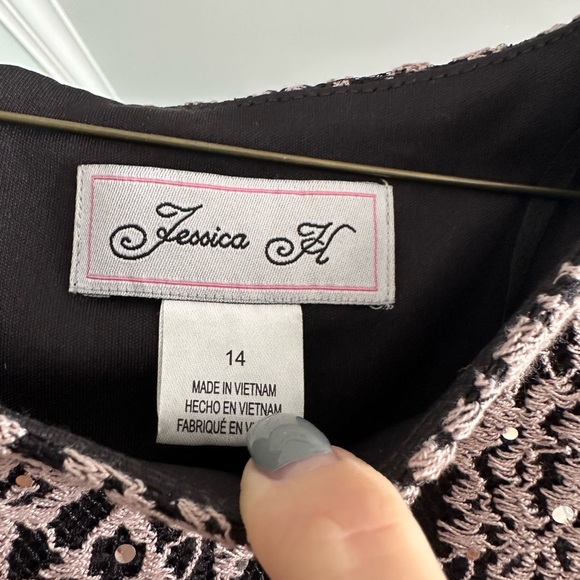 Jessica H
14
MADE IN VIETNAM
HECHO EN VIETNAM
FABRIQUÉ EN